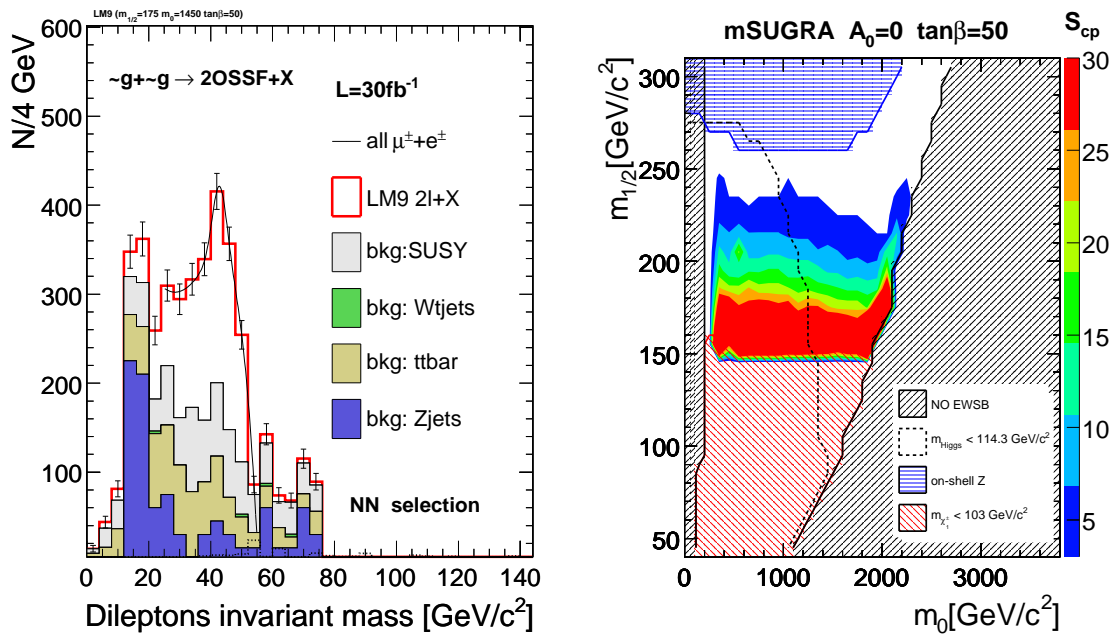 LM9 (m1/2=175 m0=1450 tanβ=50)
N/4 GeV
600
500
400
300
200
100
~g+~g → 2OSSF+X
L=30fb-1
all μ±+e±
LM9 2l+X
bkg:SUSY
bkg: Wtjets
bkg: ttbar
bkg: Zjets
NN selection
0 20 40 60 80 100 120 140
Dileptons invariant mass [GeV/c2]
mSUGRA A0=0 tanβ=50
Scp
m1/2[GeV/c2]
300
250
200
150
100
50
NO EWSB
mHiggs < 114.3 GeV/c2
on-shell Z
mχ1± < 103 GeV/c2
0 1000 2000 3000
m0[GeV/c2]
30
25
20
15
10
5